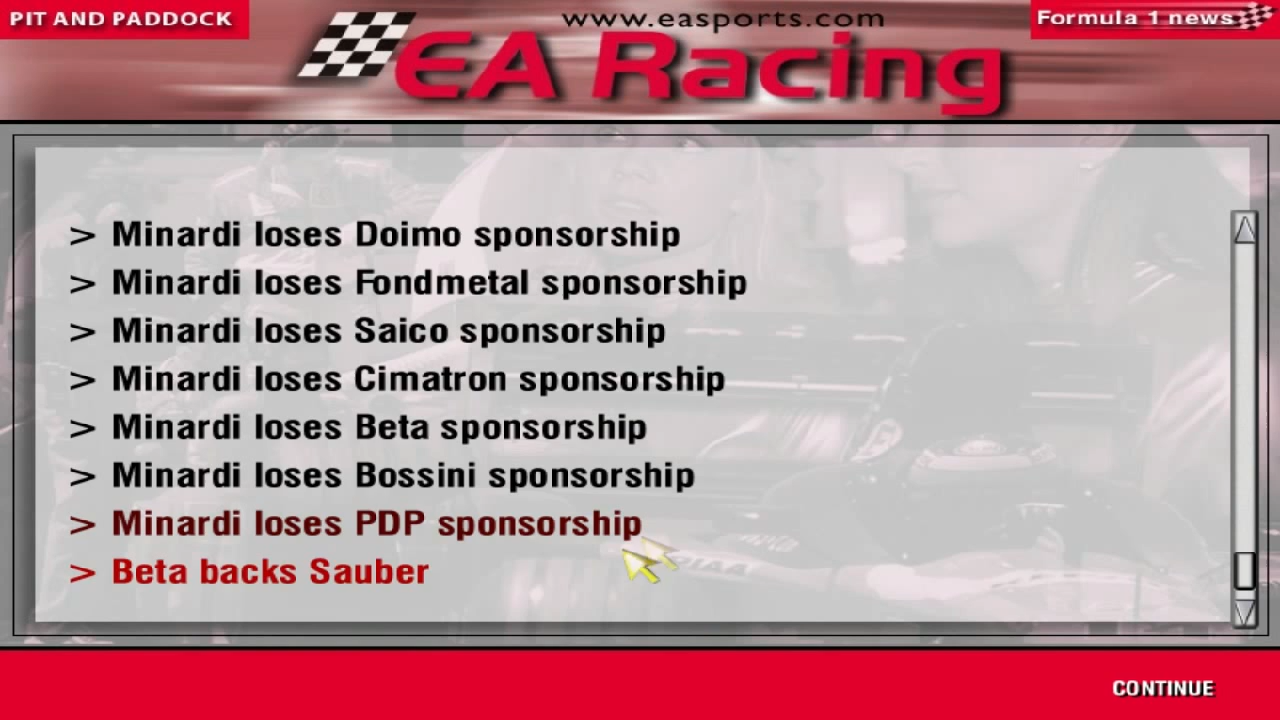 PIT AND PADDOCK
www.easports.com
Formula 1 news
EA Racing
> Minardi loses Doimo sponsorship
> Minardi loses Fondmetal sponsorship
> Minardi loses Saico sponsorship
> Minardi loses Cimatron sponsorship
> Minardi loses Beta sponsorship
> Minardi loses Bossini sponsorship
> Minardi loses PDP sponsorship
> Beta backs Sauber
PIAA
CONTINUE